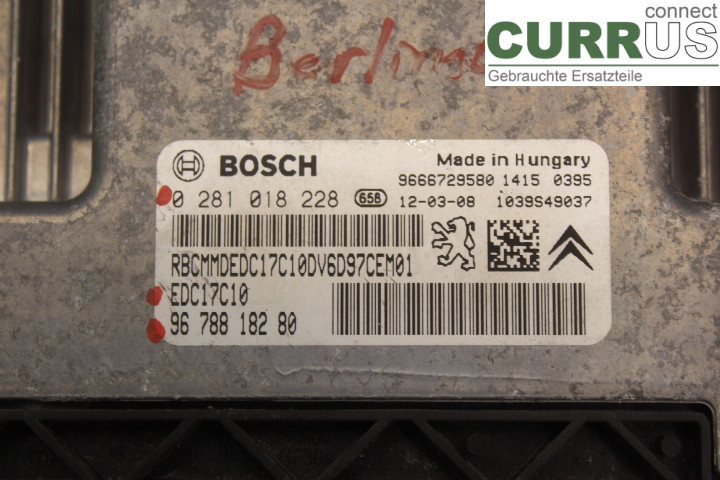 connect
CURRUS
Gebrauchte Ersatzteile
BOSCH
Made in Hungary
9666729580 1415 0395
0 281 018 228 658 12-03-08 1039S49037
RBCMMDEDC17C10DV6D97CEM01
EDC17C10
96 788 182 80